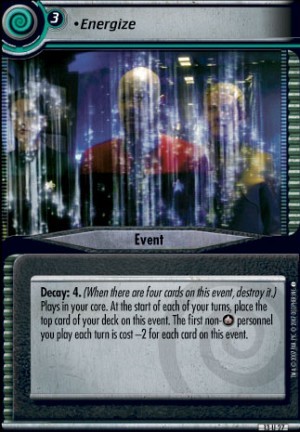 3
•Energize
Event
Decay: 4. (When there are four cards on this event, destroy it.)
Plays in your core. At the start of each of your turns, place the
top card of your deck on this event. The first non- personnel
you play each turn is cost –2 for each card on this event.
13 U 27